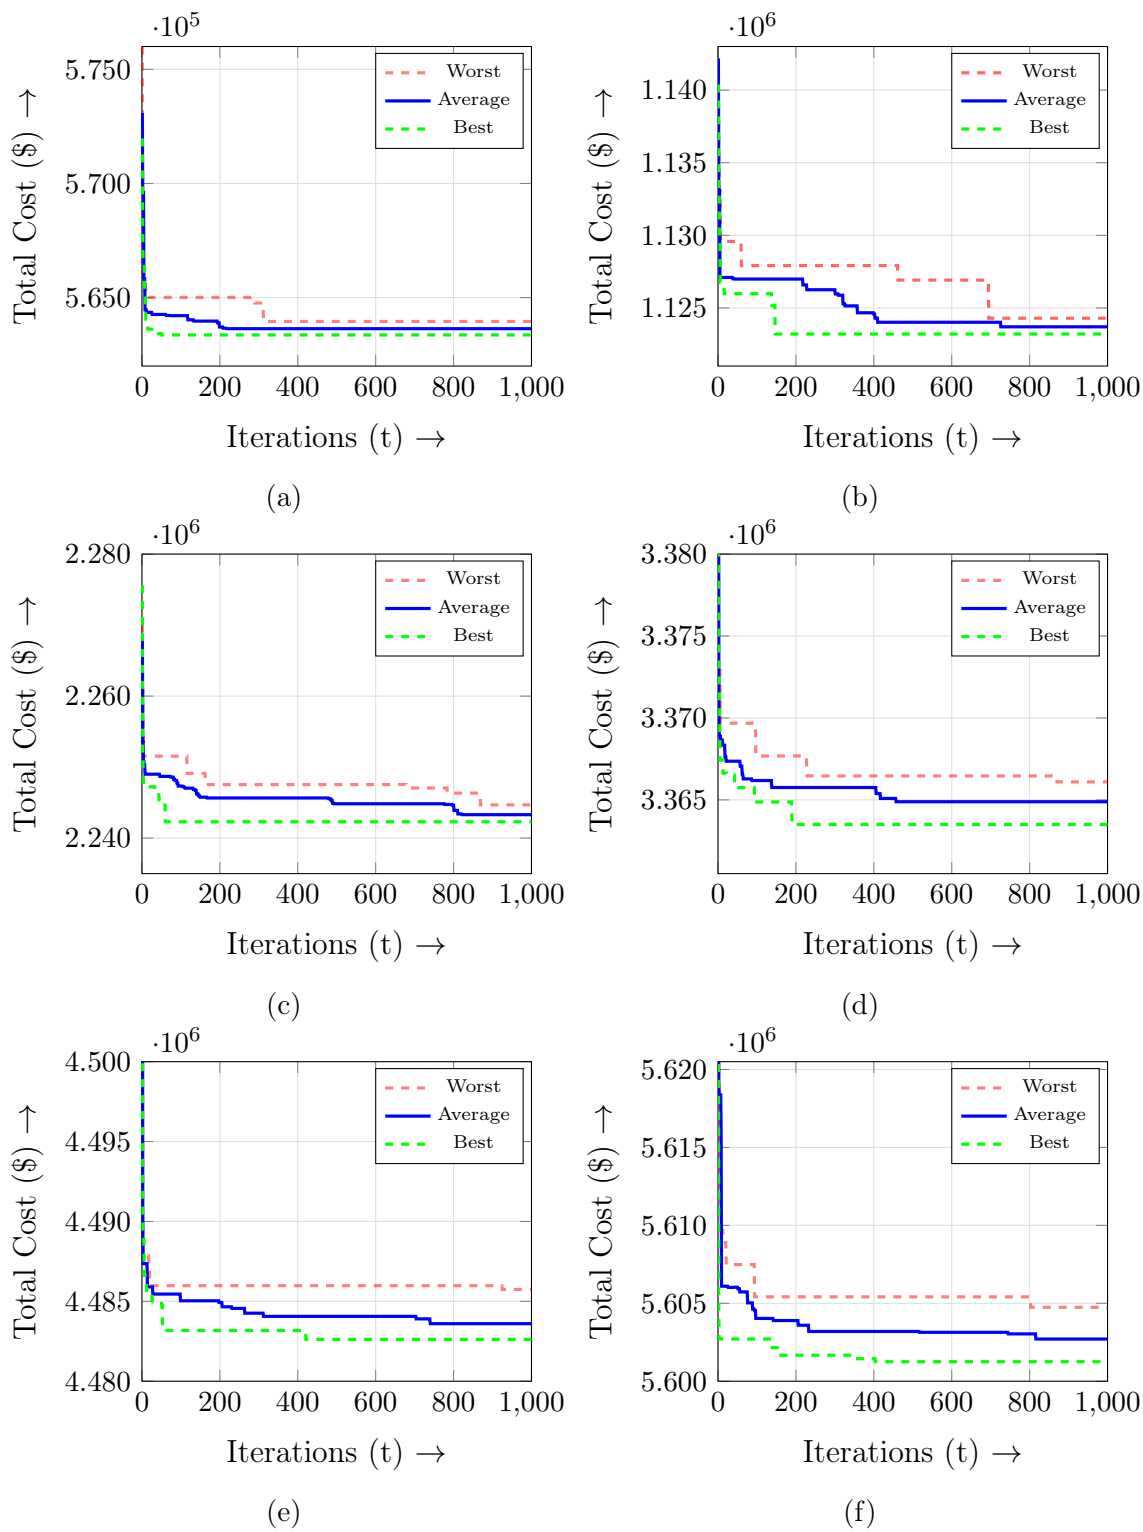 ·10^5
5.750
5.700
5.650
Total Cost ($) →
Worst
Average
Best
0 200 400 600 800 1,000
Iterations (t) →
(a)
·10^6
1.140
1.135
1.130
1.125
Total Cost ($) →
Worst
Average
Best
0 200 400 600 800 1,000
Iterations (t) →
(b)
·10^6
2.280
2.260
2.240
Total Cost ($) →
Worst
Average
Best
0 200 400 600 800 1,000
Iterations (t) →
(c)
·10^6
3.380
3.375
3.370
3.365
Total Cost ($) →
Worst
Average
Best
0 200 400 600 800 1,000
Iterations (t) →
(d)
·10^6
4.500
4.495
4.490
4.485
4.480
Total Cost ($) →
Worst
Average
Best
0 200 400 600 800 1,000
Iterations (t) →
(e)
·10^6
5.620
5.615
5.610
5.605
5.600
Total Cost ($) →
Worst
Average
Best
0 200 400 600 800 1,000
Iterations (t) →
(f)